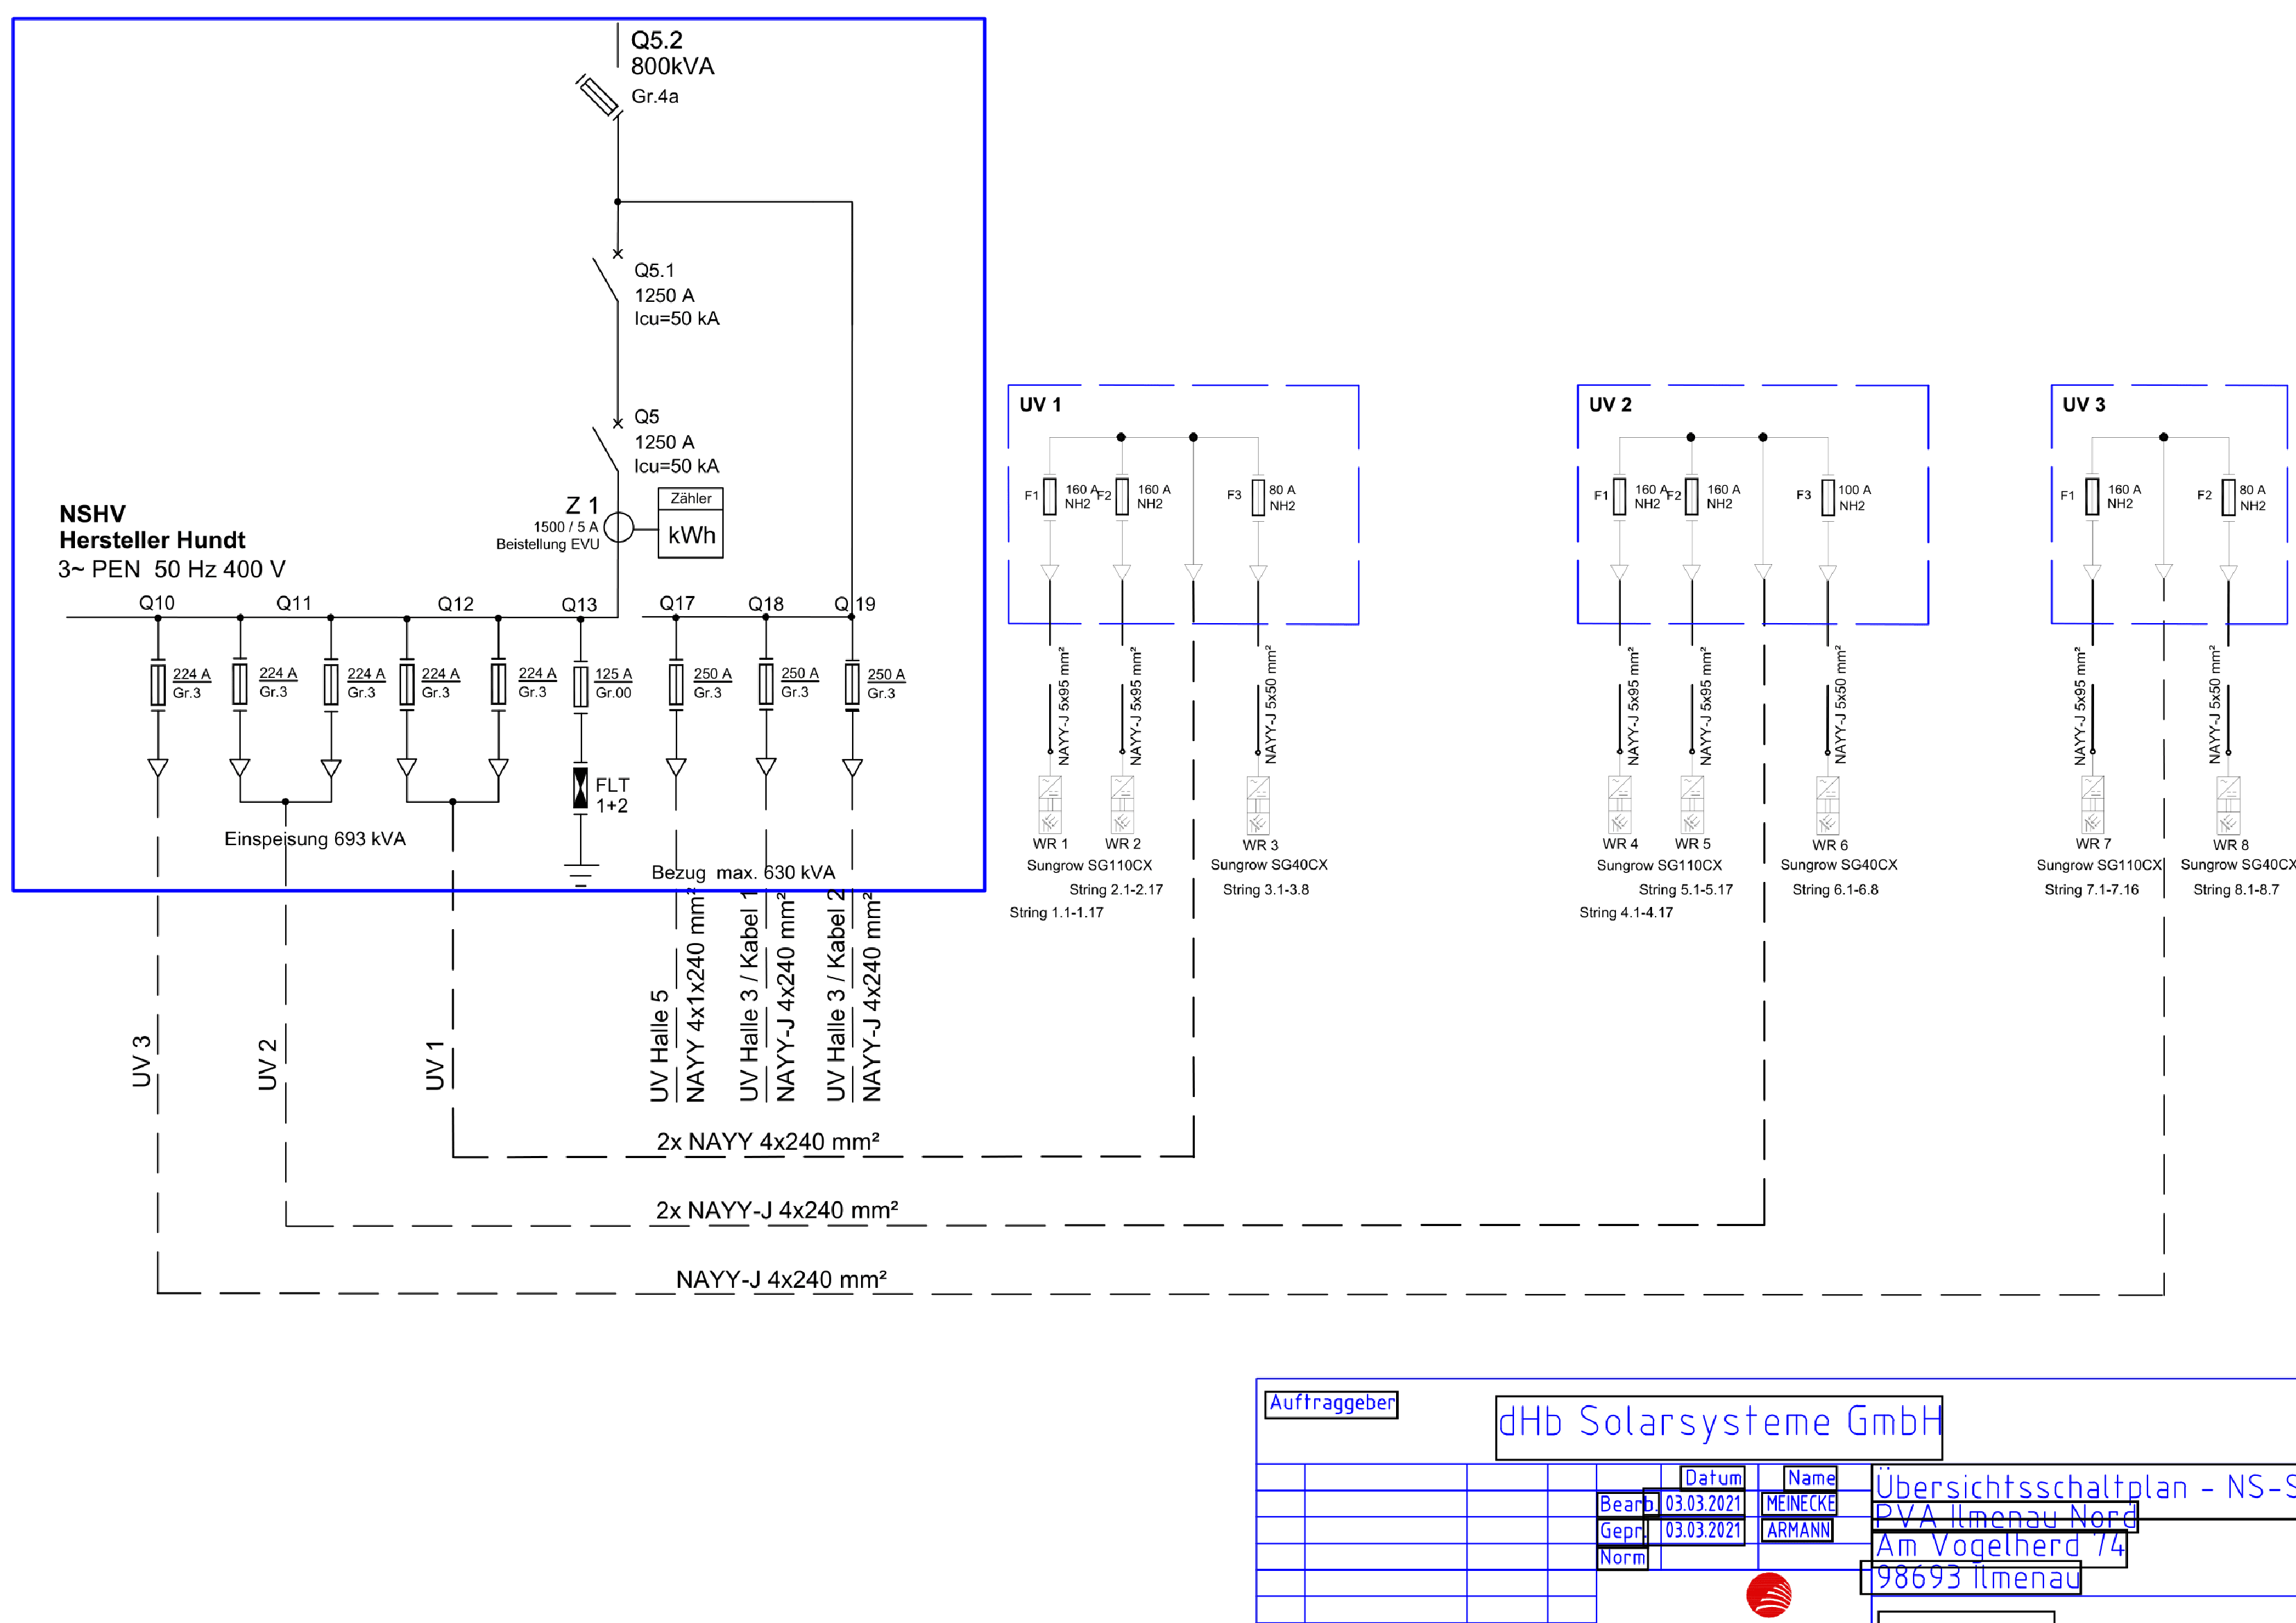 Q5.2
800kVA
Gr.4a
Q5.1
1250 A
Icu=50 kA
Q5
1250 A
Icu=50 kA
Z 1
1500 / 5 A
Beistellung EVU
Zähler
kWh
NSHV
Hersteller Hundt
3~ PEN 50 Hz 400 V
Q10 Q11 Q12 Q13 Q17 Q18 Q 19
224 A 224 A 224 A 224 A 224 A 125 A 250 A 250 A 250 A
Gr.3 Gr.3 Gr.3 Gr.3 Gr.3 Gr.00 Gr.3 Gr.3 Gr.3
FLT
1+2
Einspeisung 693 kVA
Bezug max. 630 kVA
UV 3
UV 2
UV 1
UV Halle 5
NAYY 4x1x240 mm²
UV Halle 3 / Kabel 1
NAYY-J 4x240 mm²
UV Halle 3 / Kabel 2
NAYY-J 4x240 mm²
2x NAYY 4x240 mm²
2x NAYY-J 4x240 mm²
NAYY-J 4x240 mm²
UV 1
F1 160 A NH2
F2 160 A NH2
F3 80 A NH2
NAYY-J 5x95 mm²
NAYY-J 5x95 mm²
NAYY-J 5x50 mm²
WR 1 WR 2 WR 3
Sungrow SG110CX Sungrow SG40CX
String 2.1-2.17 String 3.1-3.8
String 1.1-1.17
UV 2
F1 160 A NH2
F2 160 A NH2
F3 100 A NH2
NAYY-J 5x95 mm²
NAYY-J 5x95 mm²
NAYY-J 5x50 mm²
WR 4 WR 5 WR 6
Sungrow SG110CX Sungrow SG40CX
String 5.1-5.17 String 6.1-6.8
String 4.1-4.17
UV 3
F1 160 A NH2
F2 80 A NH2
NAYY-J 5x95 mm²
NAYY-J 5x50 mm²
WR 7 WR 8
Sungrow SG110CX Sungrow SG40CX
String 7.1-7.16 String 8.1-8.7
Auftraggeber
dHb Solarsysteme GmbH
Datum Name
Bearb. 03.03.2021 MEINECKE
Gepr. 03.03.2021 ARMANN
Norm
Übersichtsschaltplan - NS-S
PVA Ilmenau Nord
Am Vogelherd 74
98693 Ilmenau